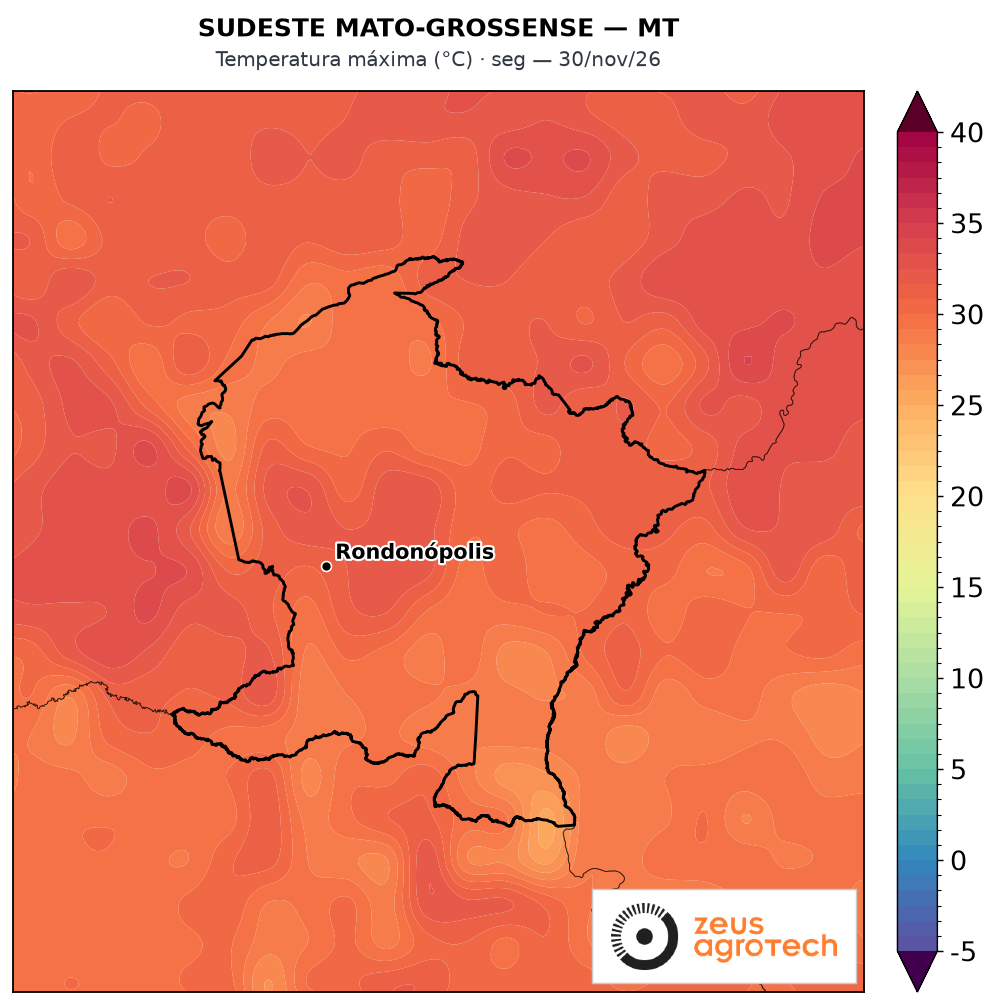 SUDESTE MATO-GROSSENSE — MT
Temperatura máxima (°C) · seg — 30/nov/26
40
35
30
25
20
15
10
5
0
-5
Rondonópolis
zeus
agrotech